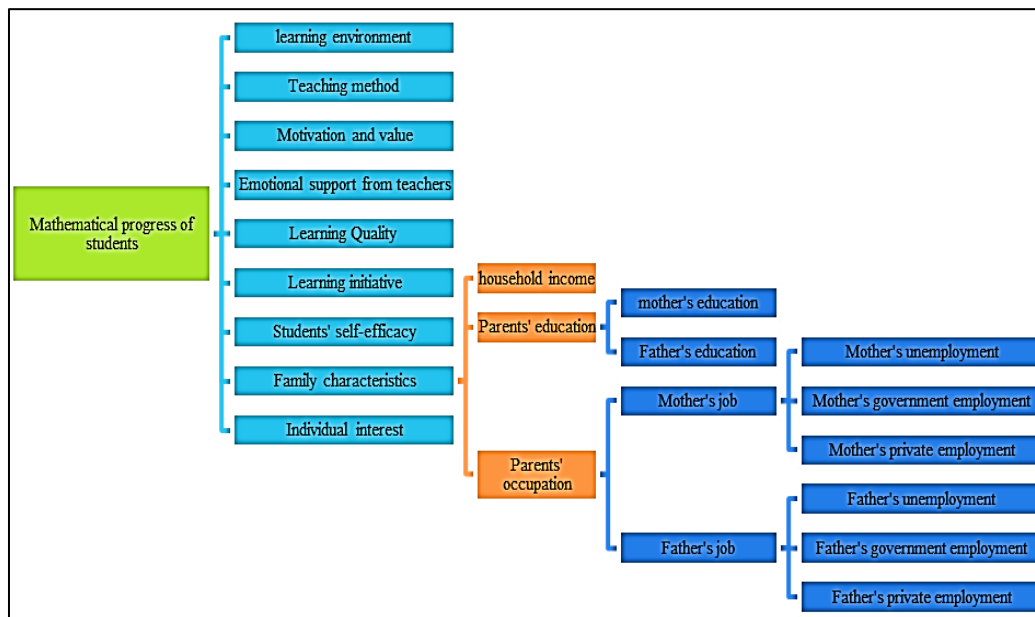 learning environment
Teaching method
Motivation and value
Emotional support from teachers
Mathematical progress of
students
Learning Quality
Learning initiative
Students' self-efficacy
Family characteristics
Individual interest
household income
Parents' education
Parents'
occupation
mother's education
Father's education
Mother's job
Father's job
Mother's unemployment
Mother's government employment
Mother's private employment
Father's unemployment
Father's government employment
Father's private employment